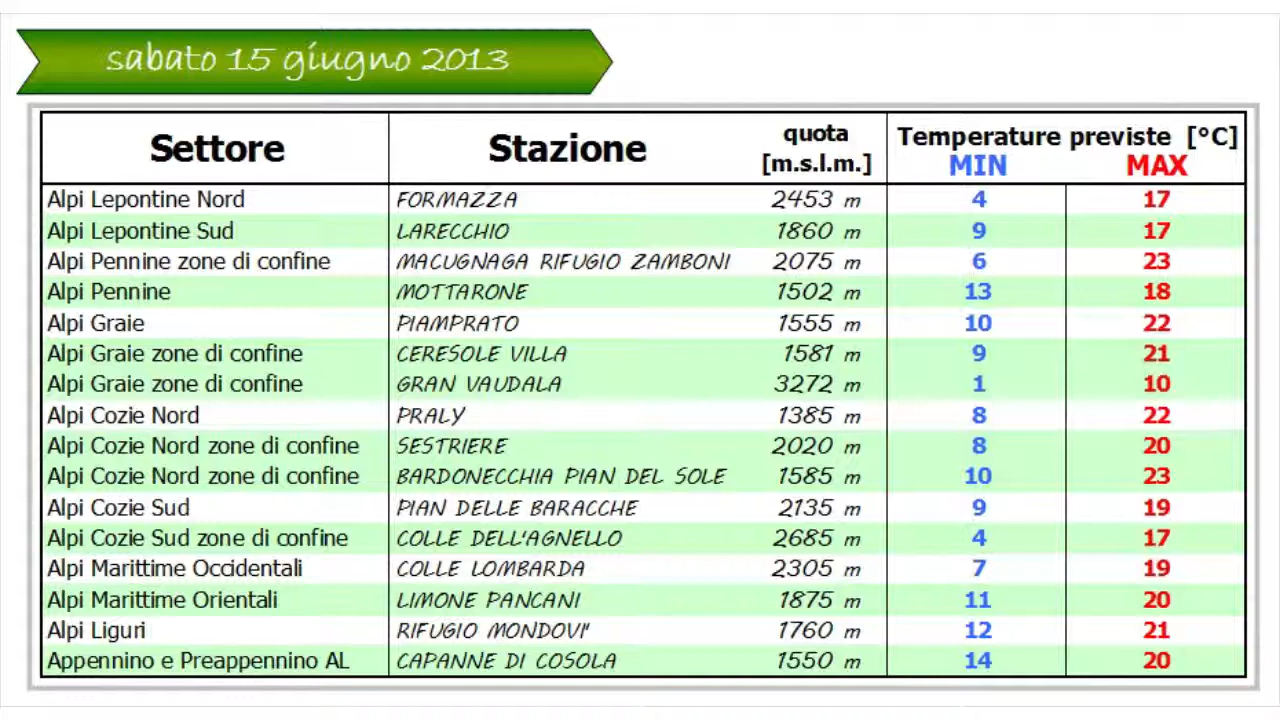 sabato 15 giugno 2013
Settore Stazione quota [m.s.l.m.] Temperature previste [°C]
MIN MAX
Alpi Lepontine Nord FORMAZZA 2453 m 4 17
Alpi Lepontine Sud LARECCHIO 1860 m 9 17
Alpi Pennine zone di confine MACUGNAGA RIFUGIO ZAMBONI 2075 m 6 23
Alpi Pennine MOTTARONE 1502 m 13 18
Alpi Graie PIAMPRATO 1555 m 10 22
Alpi Graie zone di confine CERESOLE VILLA 1581 m 9 21
Alpi Graie zone di confine GRAN VAUDALA 3272 m 1 10
Alpi Cozie Nord PRALY 1385 m 8 22
Alpi Cozie Nord zone di confine SESTRIERE 2020 m 8 20
Alpi Cozie Nord zone di confine BARDONECCHIA PIAN DEL SOLE 1585 m 10 23
Alpi Cozie Sud PIAN DELLE BARACCHE 2135 m 9 19
Alpi Cozie Sud zone di confine COLLE DELL'AGNELLO 2685 m 4 17
Alpi Marittime Occidentali COLLE LOMBARDA 2305 m 7 19
Alpi Marittime Orientali LIMONE PANCANI 1875 m 11 20
Alpi Liguri RIFUGIO MONDOVI' 1760 m 12 21
Appennino e Preappennino AL CAPANNE DI COSOLA 1550 m 14 20